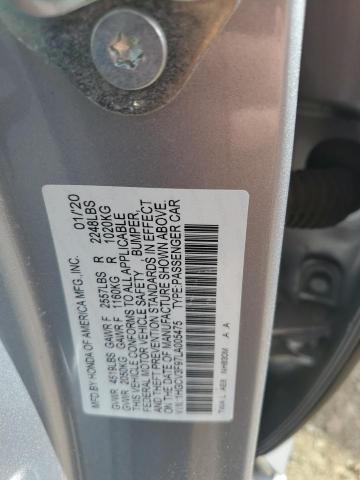 MFD. BY HONDA OF AMERICA MFG., INC. 01/20
GVWR 4519LBS GAWR F 2557LBS R 2248LBS
GVWR 2050KG GAWR F 1160KG R 1020KG
THIS VEHICLE CONFORMS TO ALL APPLICABLE
FEDERAL MOTOR VEHICLE SAFETY, BUMPER,
AND THEFT PREVENTION STANDARDS IN EFFECT
ON THE DATE OF MANUFACTURE SHOWN ABOVE.
V.I.N.: 1HGCV3F97LA005475 TYPE: PASSENGER CAR
A A